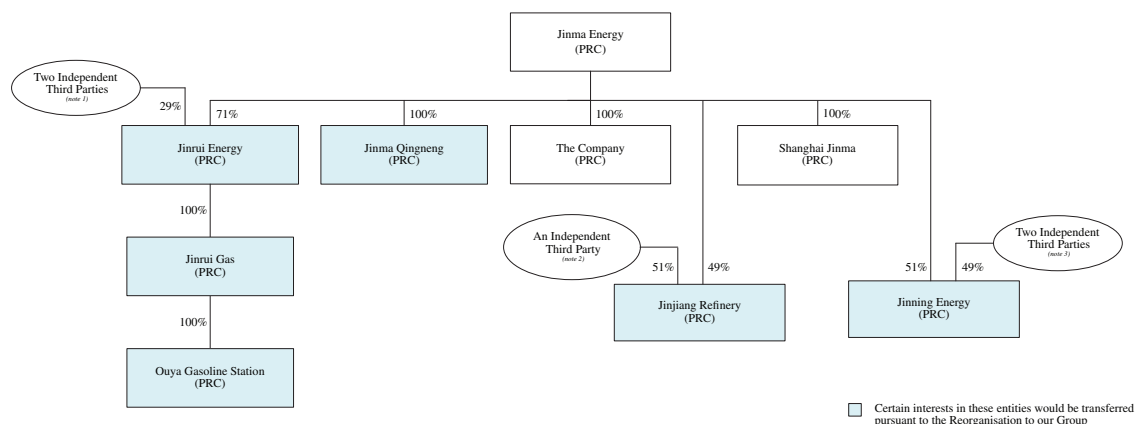 Jinma Energy
(PRC)
Two Independent
Third Parties
(note 1)
29%
71%
100%
100%
100%
Jinrui Energy
(PRC)
Jinma Qingneng
(PRC)
The Company
(PRC)
Shanghai Jinma
(PRC)
100%
Jinrui Gas
(PRC)
An Independent
Third Party
(note 2)
51%
49%
Two Independent
Third Parties
(note 3)
51%
49%
Jinjiang Refinery
(PRC)
Jinning Energy
(PRC)
100%
Ouya Gasoline Station
(PRC)
Certain interests in these entities would be transferred
pursuant to the Reorganisation to our Group